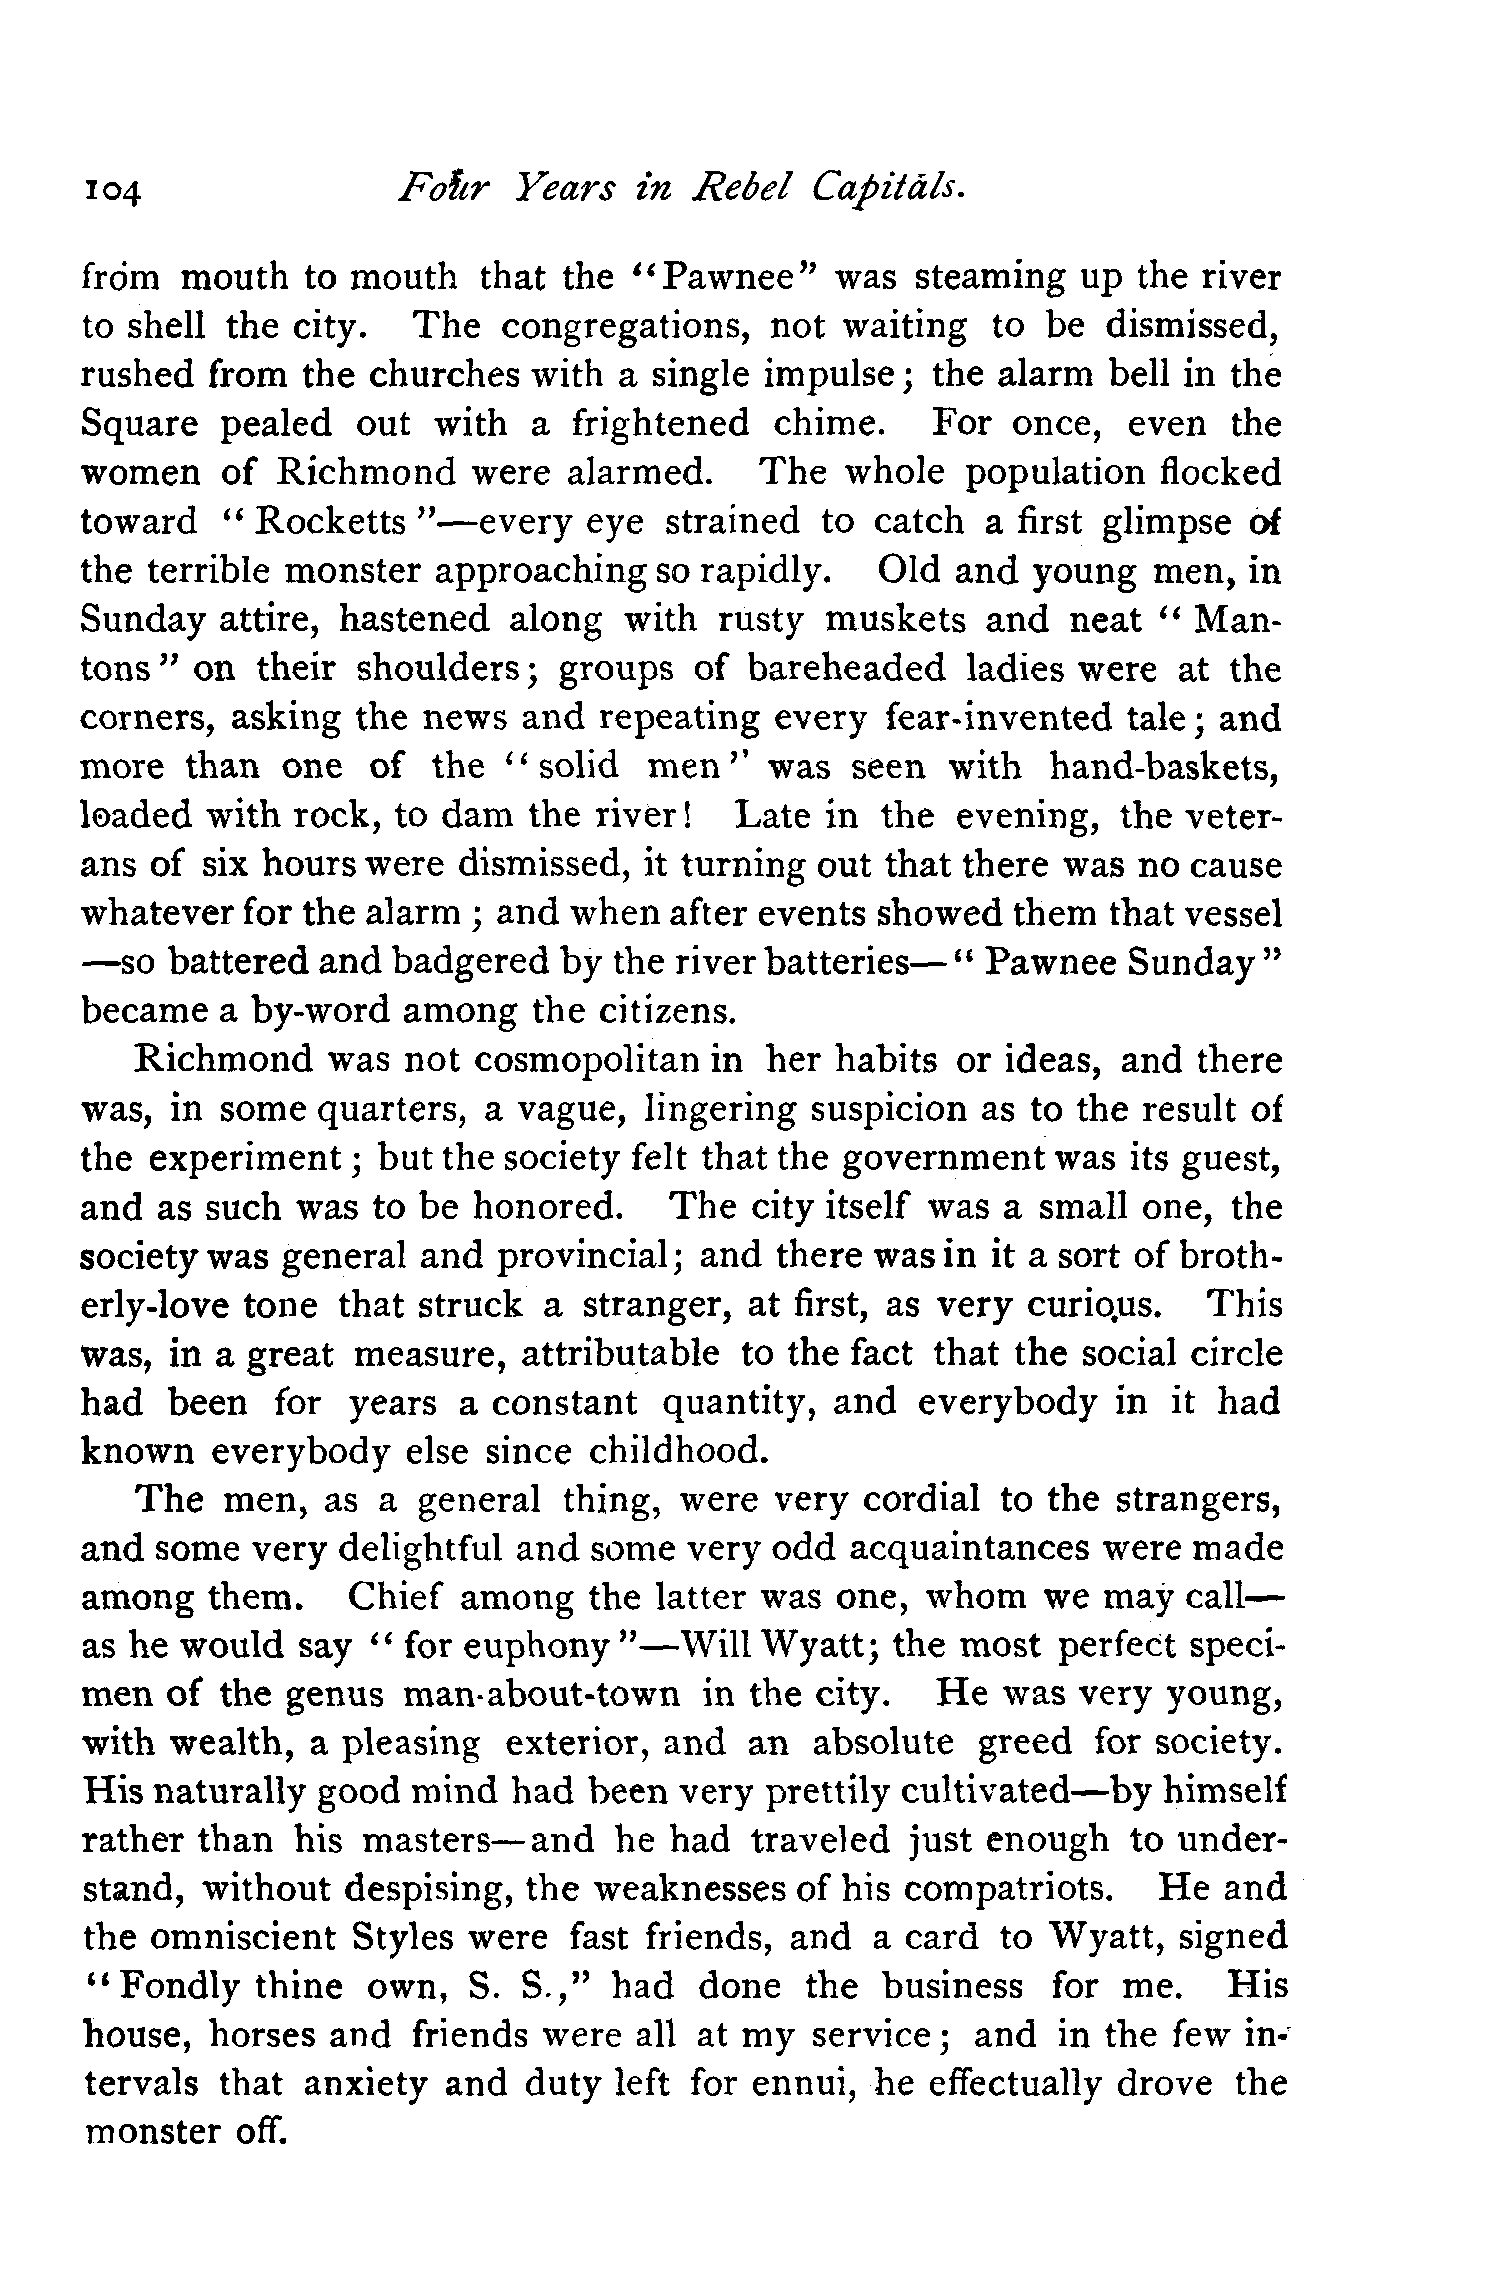 104 Four Years in Rebel Capitals.
from mouth to mouth that the "Pawnee" was steaming up the river
to shell the city. The congregations, not waiting to be dismissed,
rushed from the churches with a single impulse; the alarm bell in the
Square pealed out with a frightened chime. For once, even the
women of Richmond were alarmed. The whole population flocked
toward "Rocketts"—every eye strained to catch a first glimpse of
the terrible monster approaching so rapidly. Old and young men, in
Sunday attire, hastened along with rusty muskets and neat "Man-
tons" on their shoulders; groups of bareheaded ladies were at the
corners, asking the news and repeating every fear-invented tale; and
more than one of the "solid men" was seen with hand-baskets,
loaded with rock, to dam the river! Late in the evening, the veter-
ans of six hours were dismissed, it turning out that there was no cause
whatever for the alarm; and when after events showed them that vessel
—so battered and badgered by the river batteries—"Pawnee Sunday"
became a by-word among the citizens.
Richmond was not cosmopolitan in her habits or ideas, and there
was, in some quarters, a vague, lingering suspicion as to the result of
the experiment; but the society felt that the government was its guest,
and as such was to be honored. The city itself was a small one, the
society was general and provincial; and there was in it a sort of broth-
erly-love tone that struck a stranger, at first, as very curious. This
was, in a great measure, attributable to the fact that the social circle
had been for years a constant quantity, and everybody in it had
known everybody else since childhood.
The men, as a general thing, were very cordial to the strangers,
and some very delightful and some very odd acquaintances were made
among them. Chief among the latter was one, whom we may call—
as he would say "for euphony"—Will Wyatt; the most perfect speci-
men of the genus man-about-town in the city. He was very young,
with wealth, a pleasing exterior, and an absolute greed for society.
His naturally good mind had been very prettily cultivated—by himself
rather than his masters—and he had traveled just enough to under-
stand, without despising, the weaknesses of his compatriots. He and
the omniscient Styles were fast friends, and a card to Wyatt, signed
"Fondly thine own, S. S.," had done the business for me. His
house, horses and friends were all at my service; and in the few in-
tervals that anxiety and duty left for ennui, he effectually drove the
monster off.